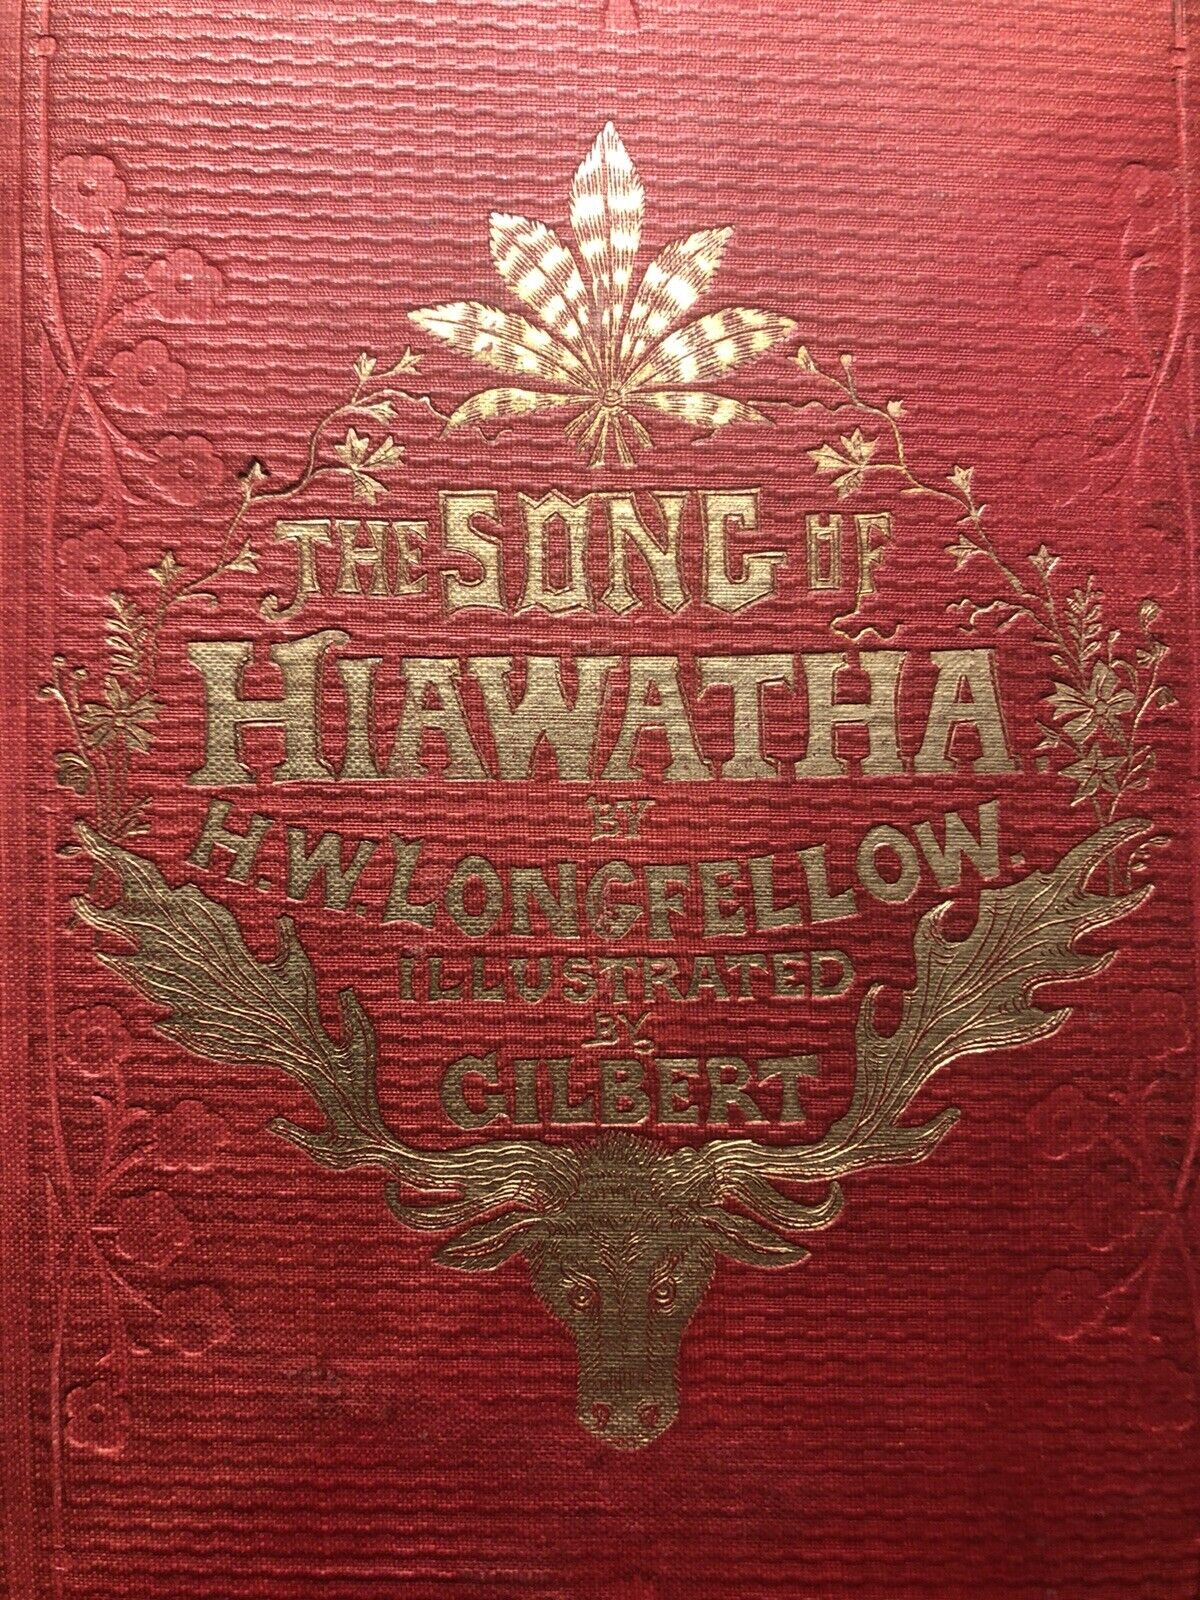 THE SONG OF
HIAWATHA
BY
H.W. LONGFELLOW.
ILLUSTRATED
BY
GILBERT